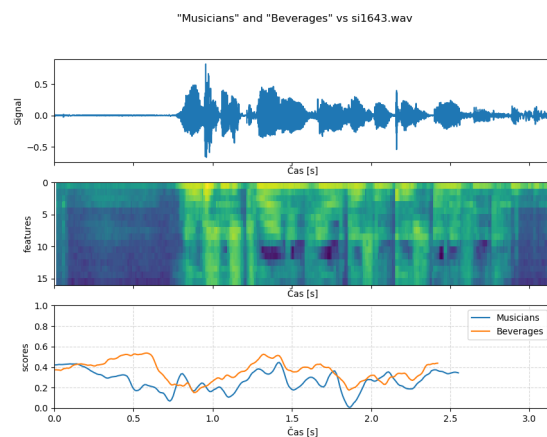 "Musicians" and "Beverages" vs si1643.wav
Signal
0.5
0.0
−0.5
Čas [s]
features
0
5
10
15
Čas [s]
scores
1.0
0.8
0.6
0.4
0.2
0.0
Musicians
Beverages
0.0 0.5 1.0 1.5 2.0 2.5 3.0
Čas [s]